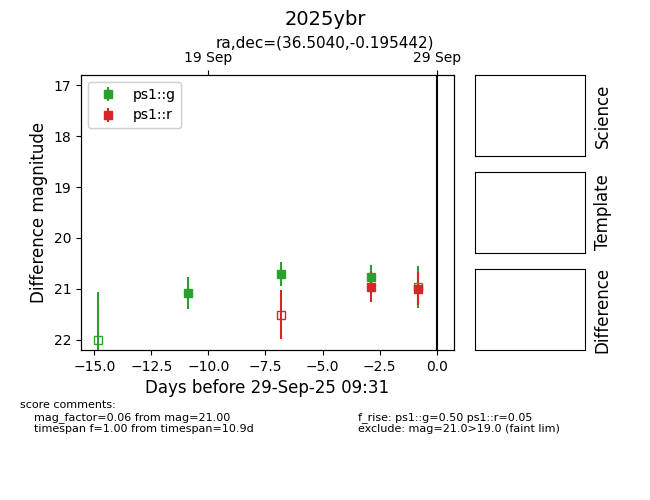 2025ybr
ra,dec=(36.5040,-0.195442)
19 Sep
29 Sep
ps1::g
ps1::r
17
18
19
20
21
22
Difference magnitude
−15.0
−12.5
−10.0
−7.5
−5.0
−2.5
0.0
Days before 29-Sep-25 09:31
Science
Template
Difference
score comments:
mag_factor=0.06 from mag=21.00
timespan f=1.00 from timespan=10.9d
f_rise: ps1::g=0.50 ps1::r=0.05
exclude: mag=21.0>19.0 (faint lim)